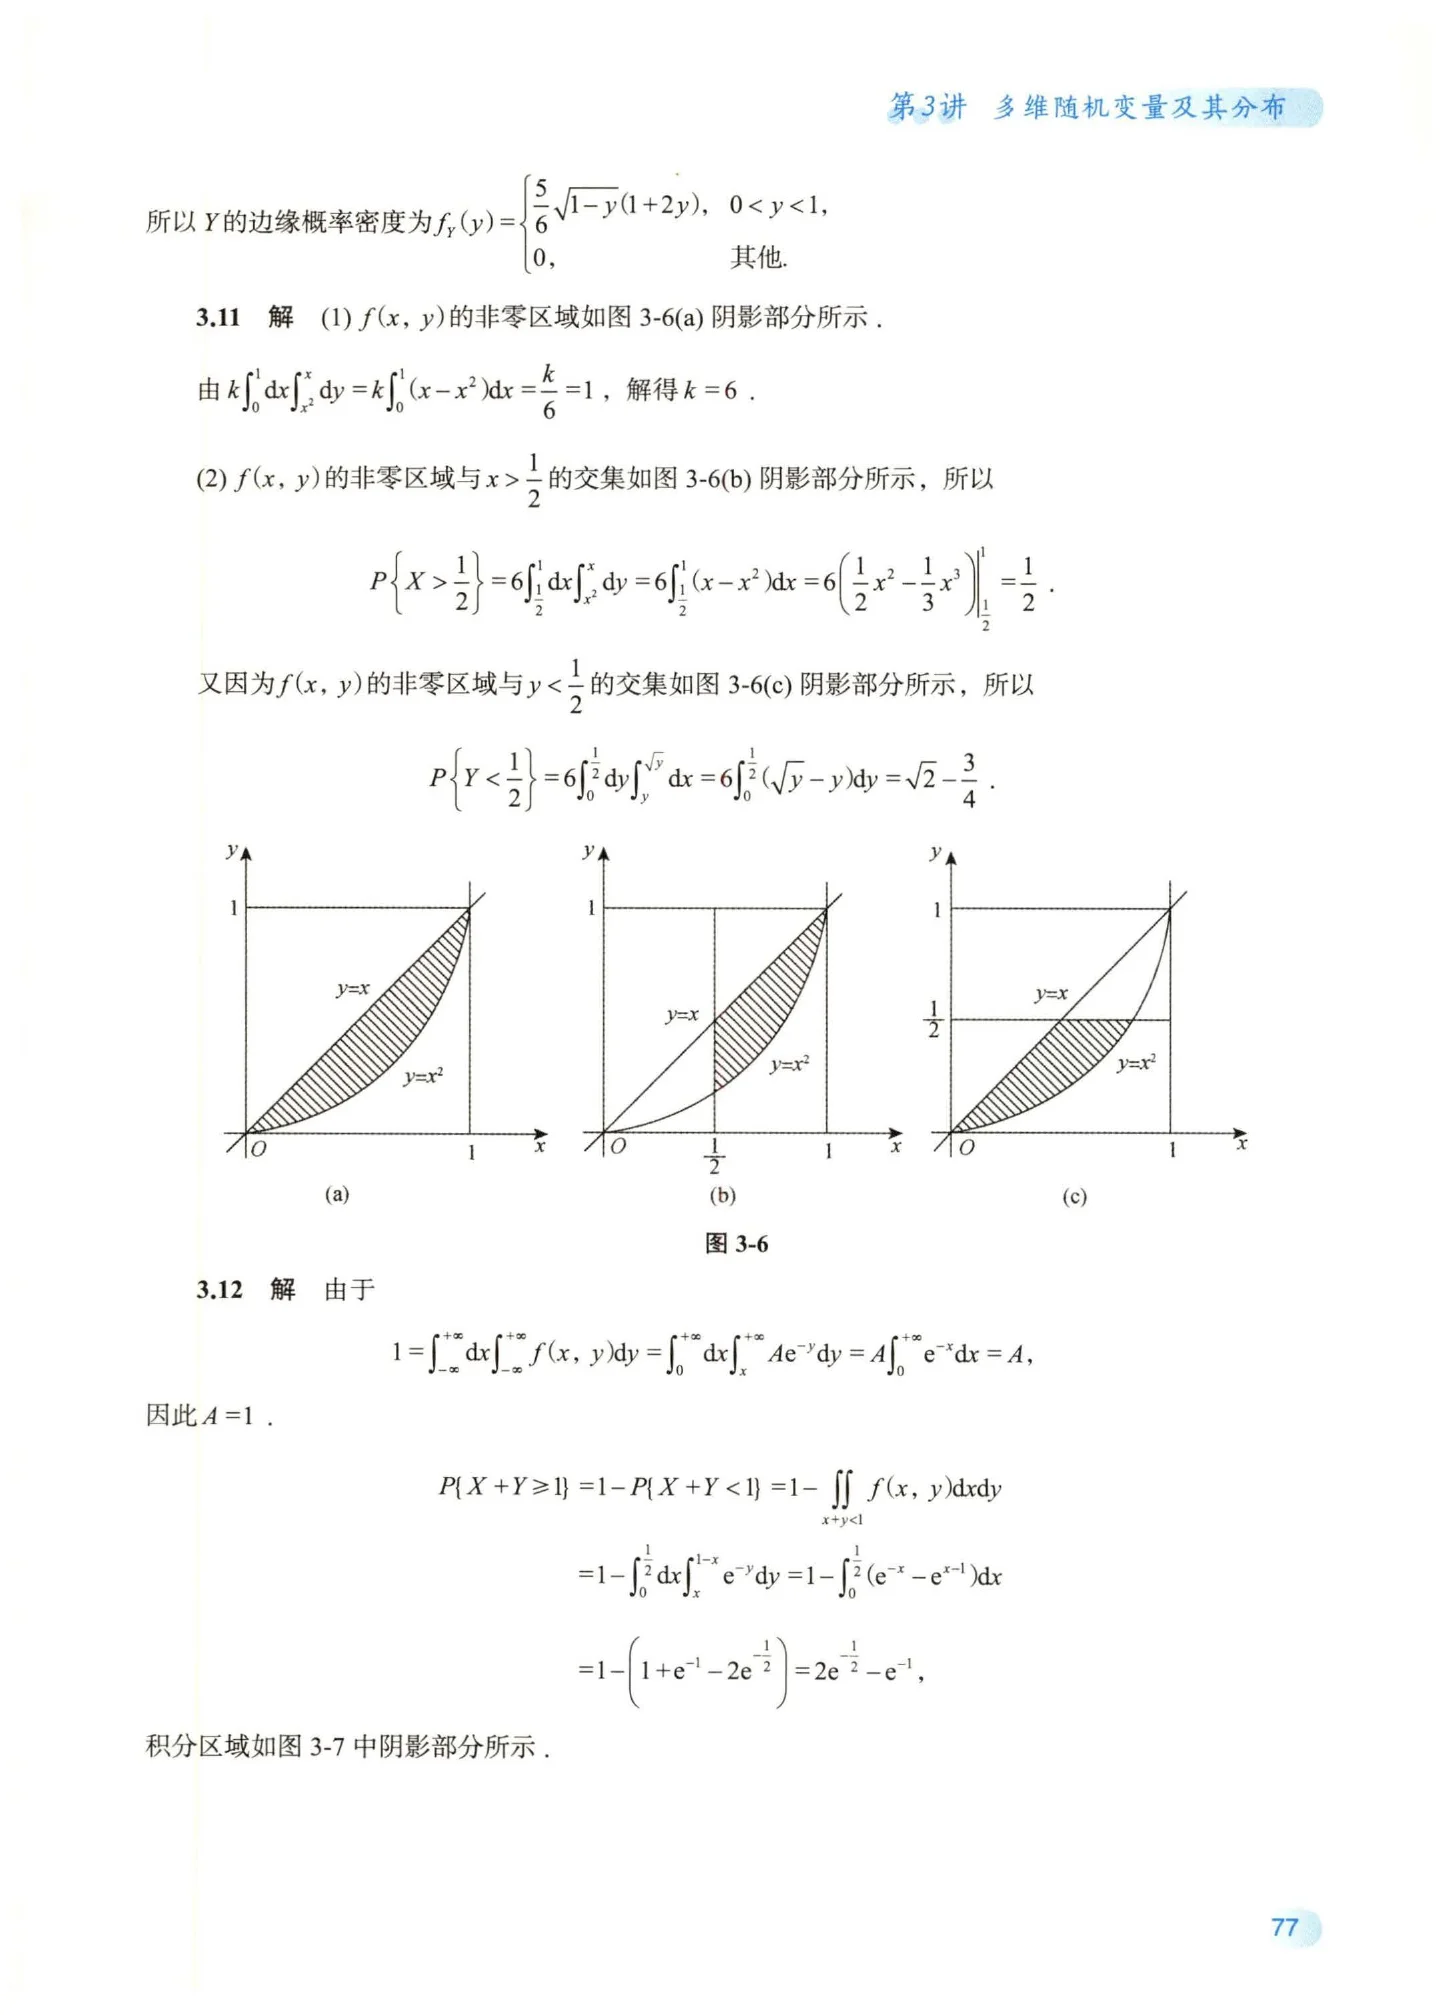 第3讲 多维随机变量及其分布
所以Y的边缘概率密度为 $f_Y(y)=\begin{cases}\frac{5}{6}\sqrt{1-y}(1+2y), & 0<y<1,\\ 0, & 其他.\end{cases}$
3.11 解 (1) f(x, y)的非零区域如图 3-6(a) 阴影部分所示.
由 $k\int_0^1 dx\int_{x^2}^x dy=k\int_0^1(x-x^2)dx=\frac{k}{6}=1$, 解得 k=6.
(2) f(x, y)的非零区域与 $x>\frac{1}{2}$ 的交集如图 3-6(b) 阴影部分所示, 所以
$P\left\{X>\frac{1}{2}\right\}=6\int_{\frac{1}{2}}^1 dx\int_{x^2}^x dy=6\int_{\frac{1}{2}}^1(x-x^2)dx=6\left(\frac{1}{2}x^2-\frac{1}{3}x^3\right)\Big|_{\frac{1}{2}}^1=\frac{1}{2}.$
又因为 f(x, y)的非零区域与 $y<\frac{1}{2}$ 的交集如图 3-6(c) 阴影部分所示, 所以
$P\left\{Y<\frac{1}{2}\right\}=6\int_0^{\frac{1}{2}}dy\int_y^{\sqrt{y}}dx=6\int_0^{\frac{1}{2}}(\sqrt{y}-y)dy=\sqrt{2}-\frac{3}{4}.$
y 1 y=x y=x² O 1 x
(a)
y 1 y=x y=x² O $\frac{1}{2}$ 1 x
(b)
y 1 $\frac{1}{2}$ y=x y=x² O 1 x
(c)
图 3-6
3.12 解 由于
$1=\int_{-\infty}^{+\infty}dx\int_{-\infty}^{+\infty}f(x, y)dy=\int_0^{+\infty}dx\int_x^{+\infty}Ae^{-y}dy=A\int_0^{+\infty}e^{-x}dx=A,$
因此 A=1.
$P\{X+Y\geqslant 1\}=1-P\{X+Y<1\}=1-\iint\limits_{x+y<1}f(x, y)dxdy$
$=1-\int_0^{\frac{1}{2}}dx\int_x^{1-x}e^{-y}dy=1-\int_0^{\frac{1}{2}}(e^{-x}-e^{x-1})dx$
$=1-\left(1+e^{-1}-2e^{-\frac{1}{2}}\right)=2e^{-\frac{1}{2}}-e^{-1},$
积分区域如图 3-7 中阴影部分所示.
77